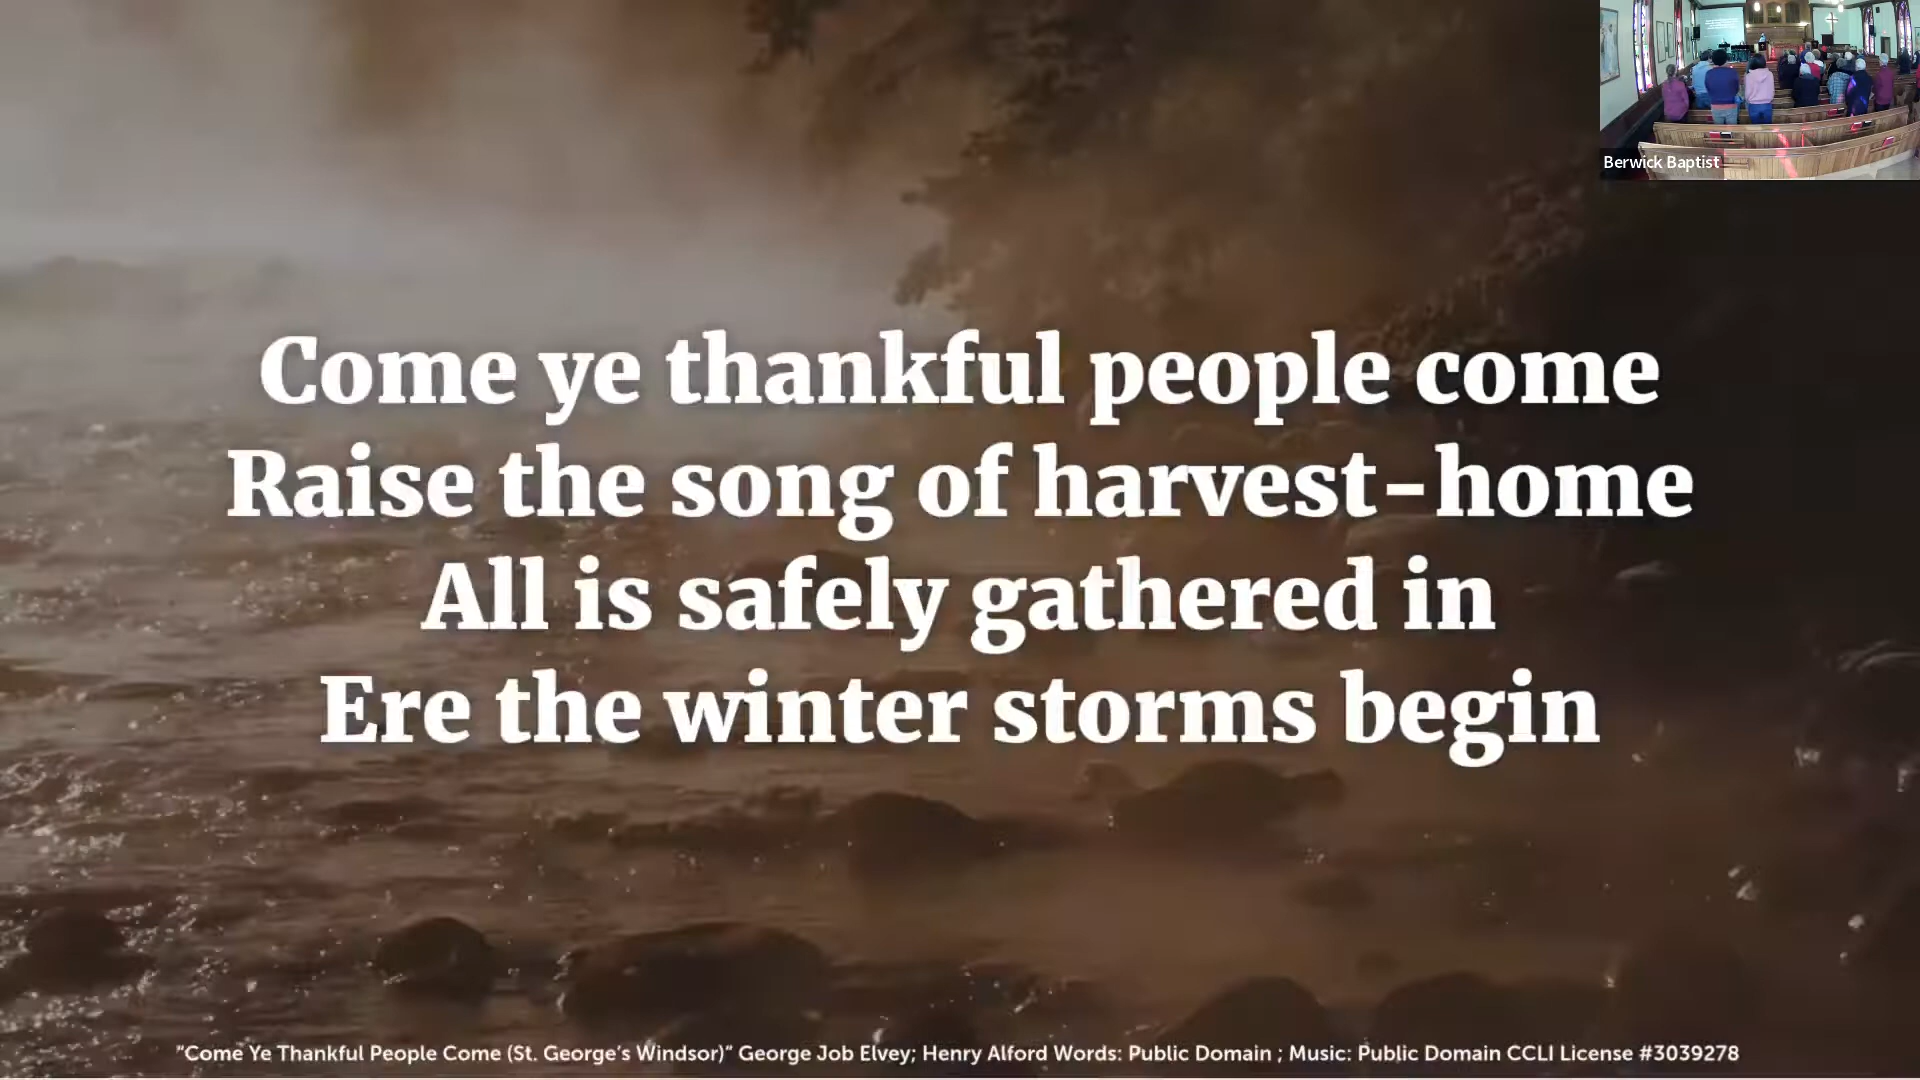 Berwick Baptist
Come ye thankful people come
Raise the song of harvest-home
All is safely gathered in
Ere the winter storms begin
"Come Ye Thankful People Come (St. George's Windsor)" George Job Elvey; Henry Alford Words: Public Domain ; Music: Public Domain CCLI License #3039278